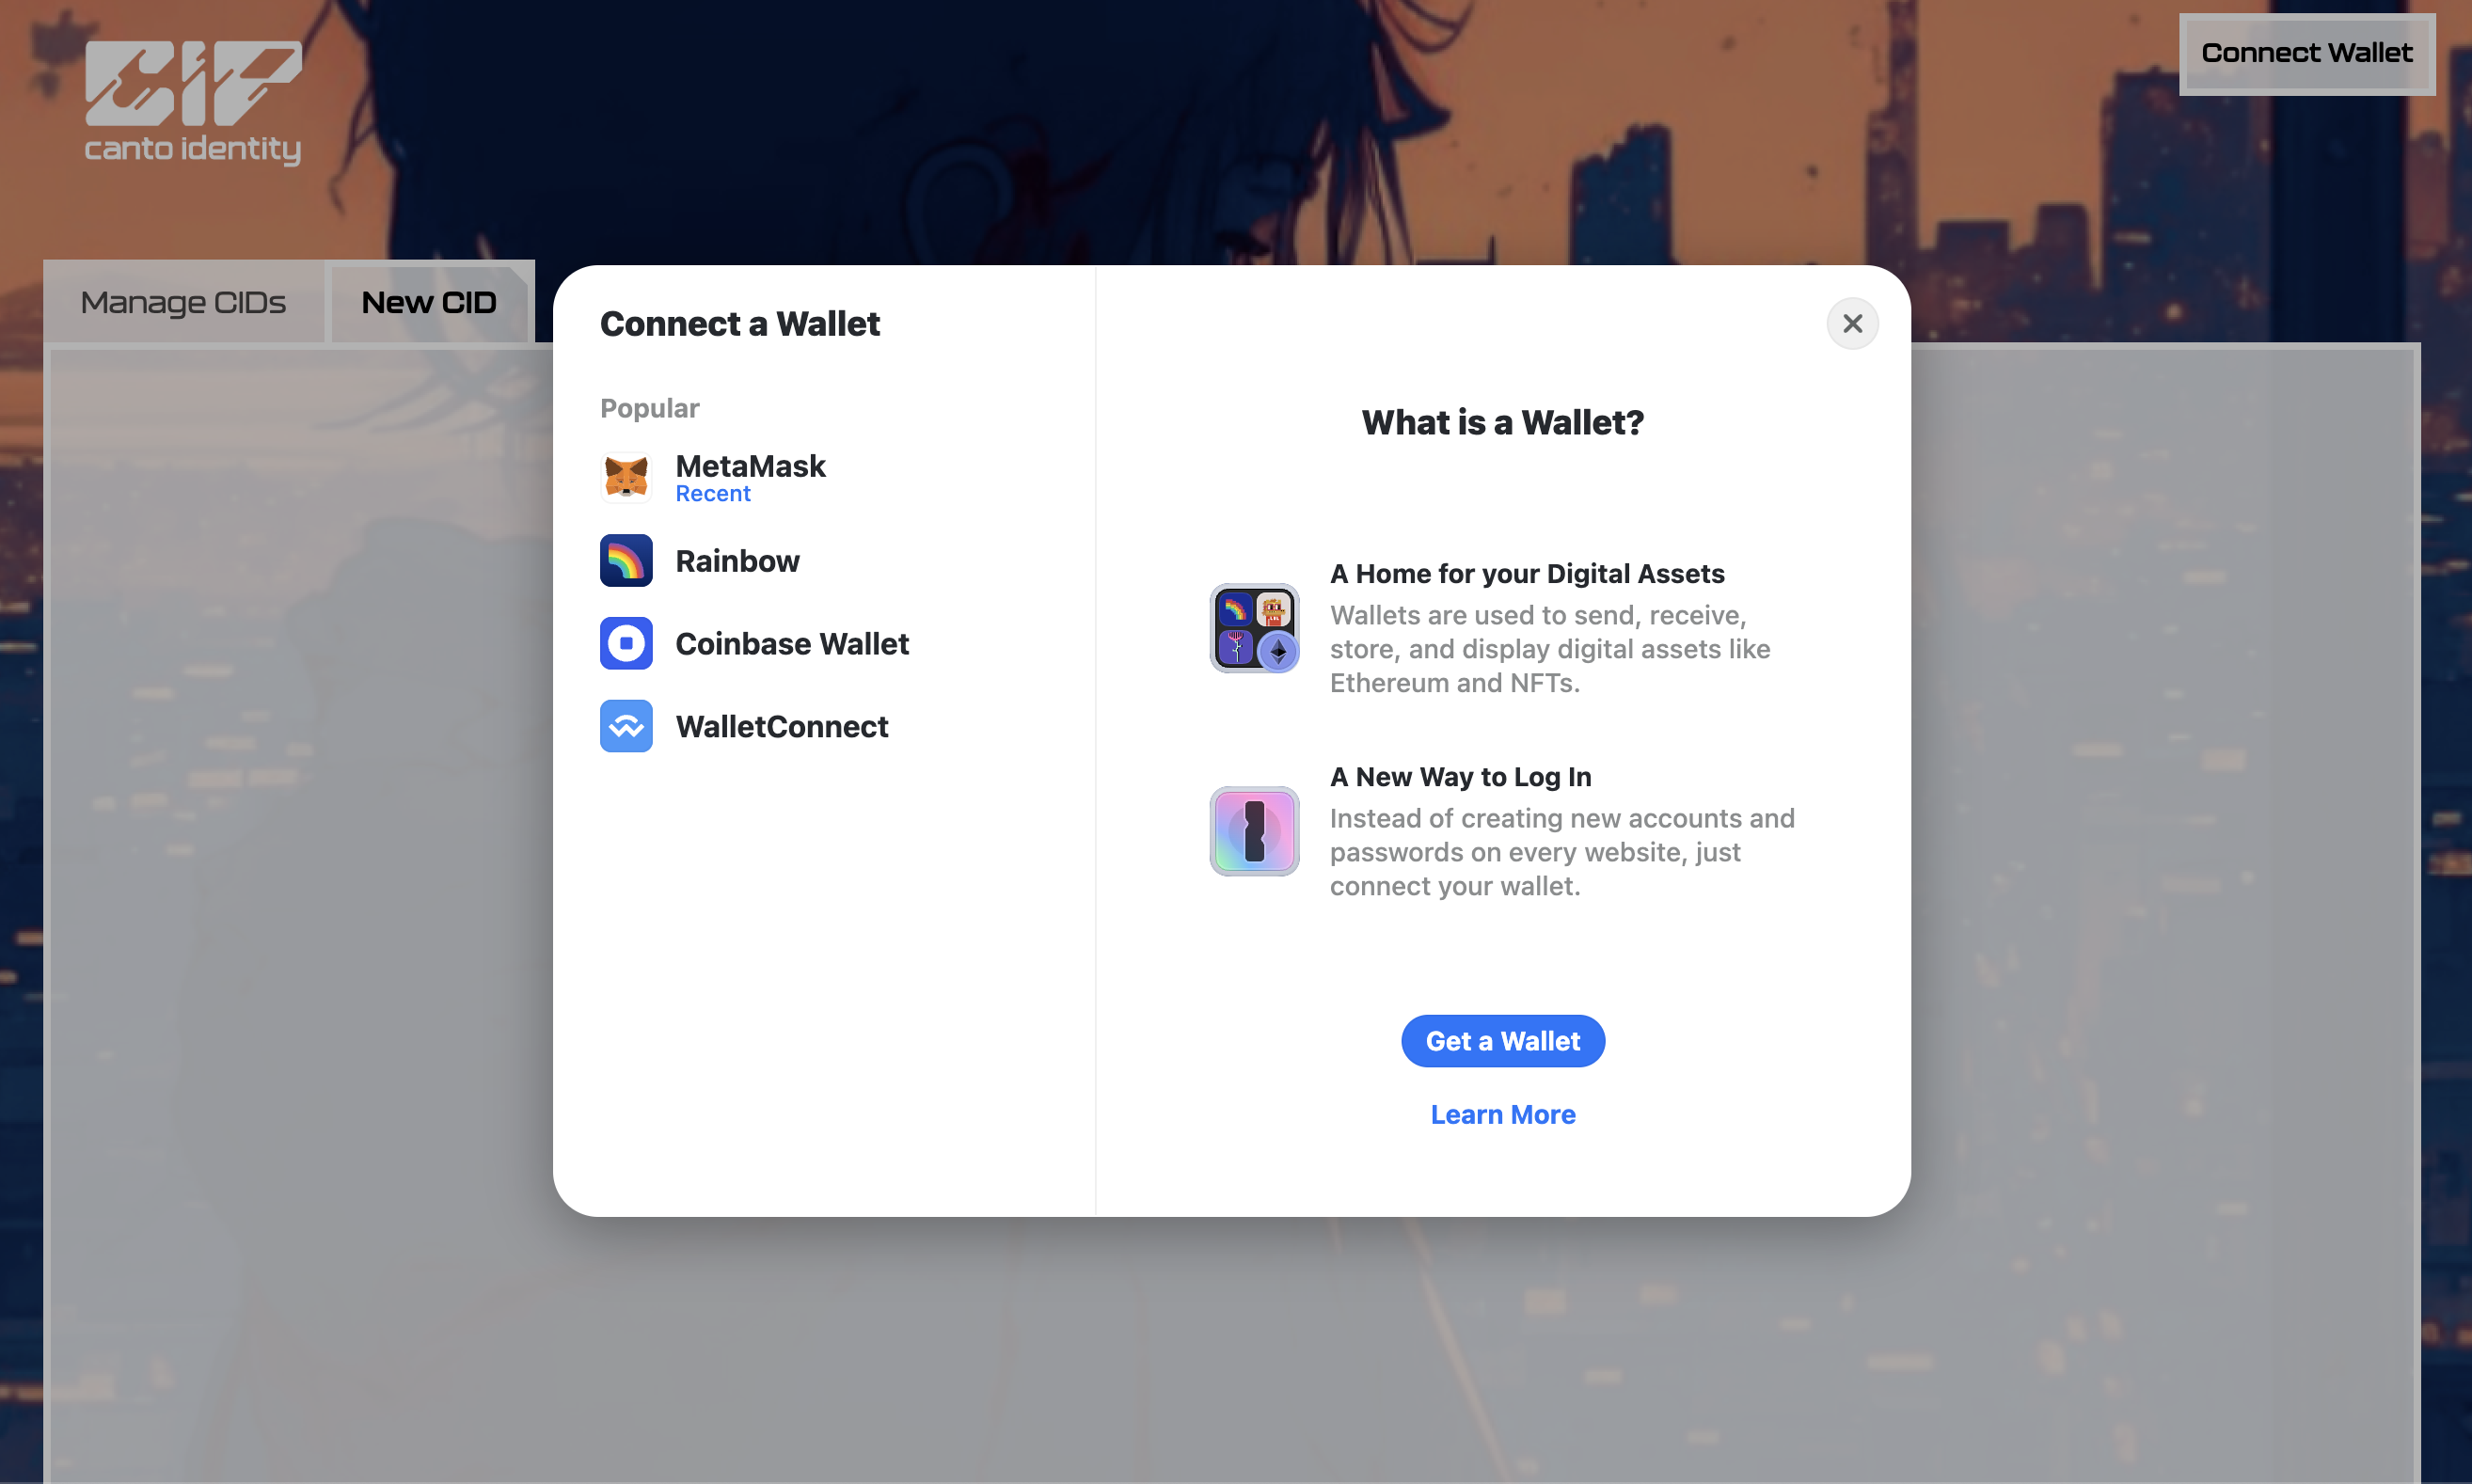 CIP
canto identity
Connect Wallet
Manage CIDs
New CID
Connect a Wallet
Popular
MetaMask
Recent
Rainbow
Coinbase Wallet
WalletConnect
What is a Wallet?
A Home for your Digital Assets
Wallets are used to send, receive,
store, and display digital assets like
Ethereum and NFTs.
A New Way to Log In
Instead of creating new accounts and
passwords on every website, just
connect your wallet.
Get a Wallet
Learn More